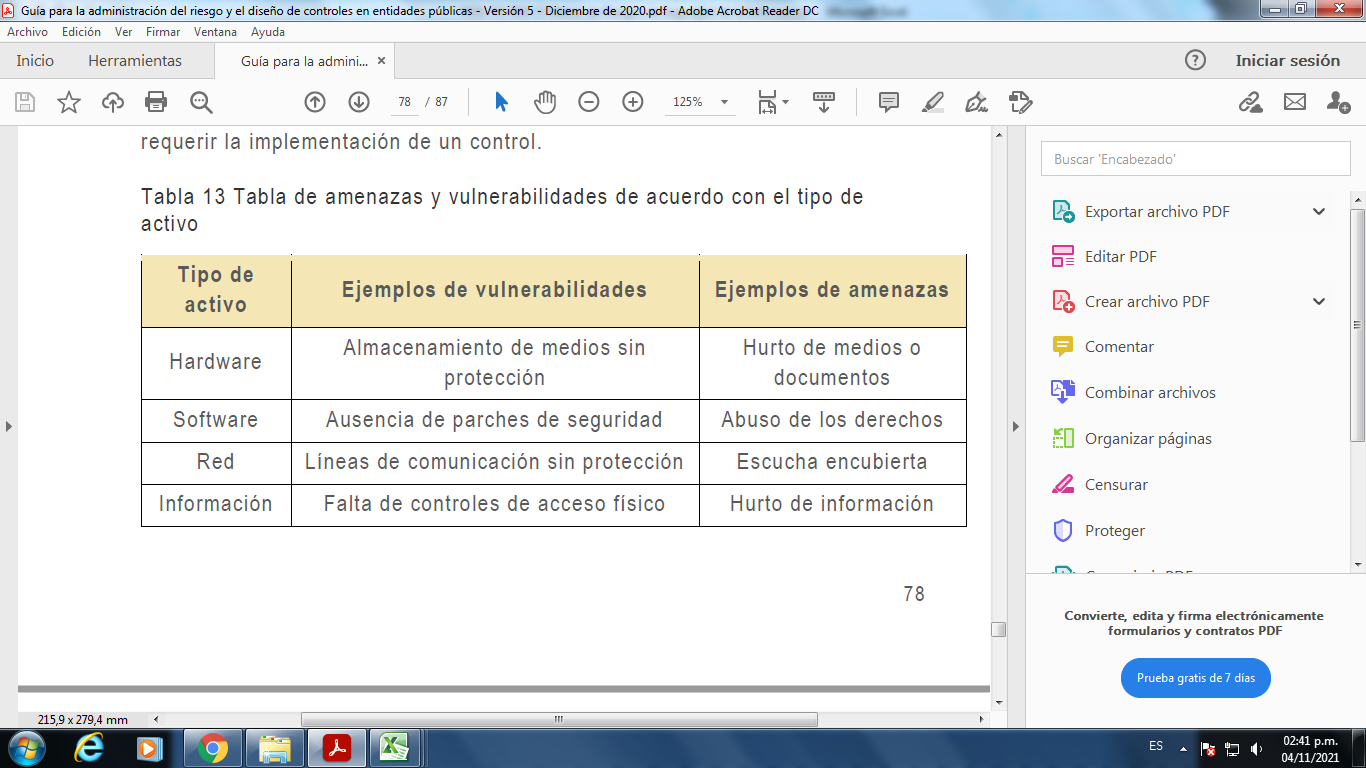 Guía para la administración del riesgo y el diseño de controles en entidades públicas - Versión 5 - Diciembre de 2020.pdf - Adobe Acrobat Reader DC
Archivo Edición Ver Firmar Ventana Ayuda
Inicio Herramientas Guía para la admini... × Iniciar sesión
78 / 87 125%
requerir la implementación de un control.
Tabla 13 Tabla de amenazas y vulnerabilidades de acuerdo con el tipo de
activo
Tipo de
activo
Ejemplos de vulnerabilidades
Ejemplos de amenazas
Hardware
Almacenamiento de medios sin
protección
Hurto de medios o
documentos
Software
Ausencia de parches de seguridad
Abuso de los derechos
Red
Líneas de comunicación sin protección
Escucha encubierta
Información
Falta de controles de acceso físico
Hurto de información
78
215,9 x 279,4 mm
Buscar 'Encabezado'
Exportar archivo PDF
Editar PDF
Crear archivo PDF
Comentar
Combinar archivos
Organizar páginas
Censurar
Proteger
Convierte, edita y firma electrónicamente
formularios y contratos PDF
Prueba gratis de 7 días
ES
02:41 p.m.
04/11/2021